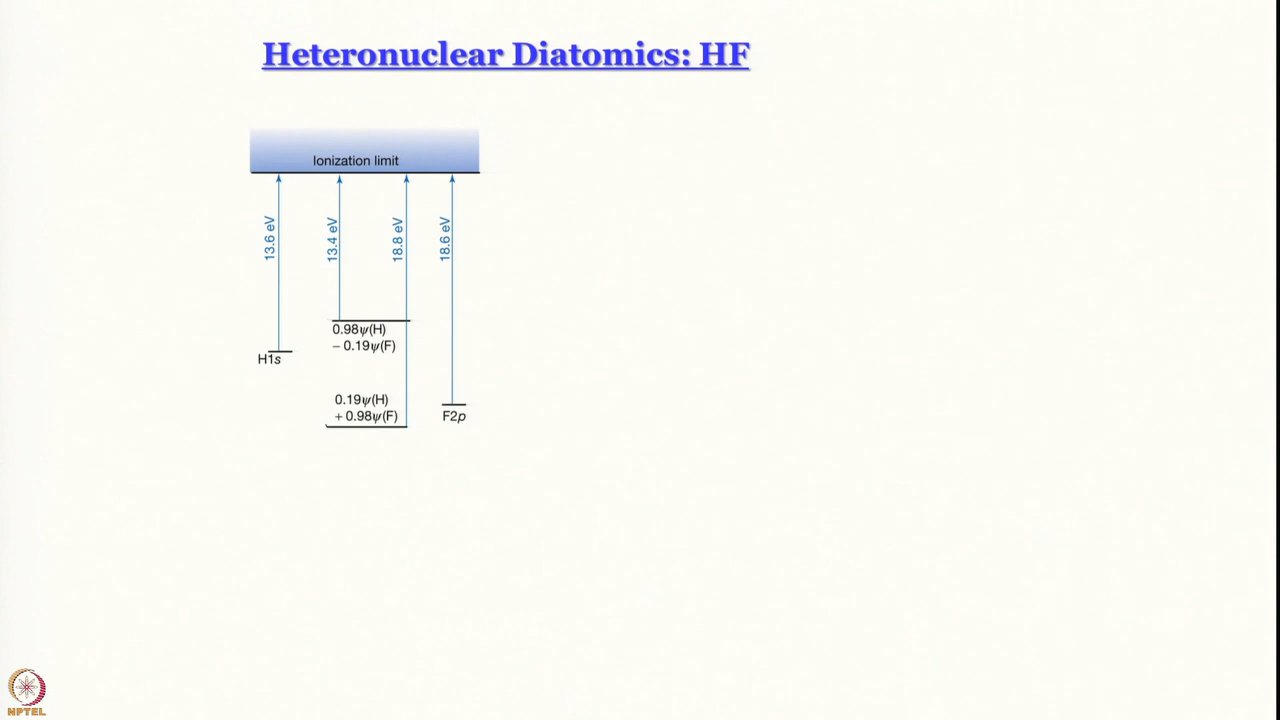 Heteronuclear Diatomics: HF
Ionization limit
13.6 eV
13.4 eV
18.8 eV
18.6 eV
0.98ψ(H)
− 0.19ψ(F)
H1s
0.19ψ(H)
+ 0.98ψ(F)
F2p
NPTEL